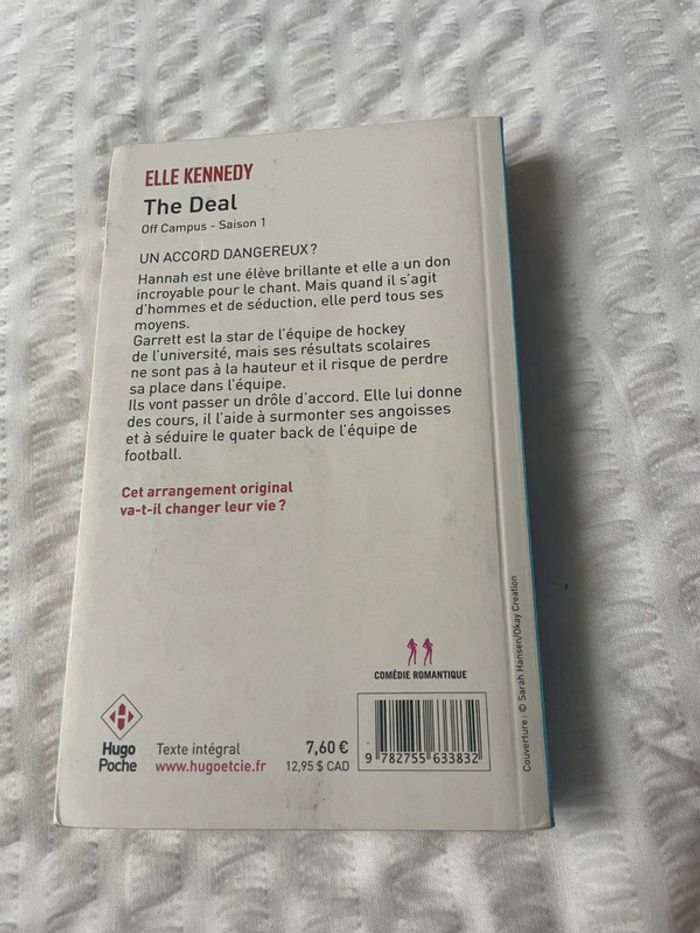 ELLE KENNEDY
The Deal
Off Campus - Saison 1
UN ACCORD DANGEREUX ?
Hannah est une élève brillante et elle a un don
incroyable pour le chant. Mais quand il s'agit
d'hommes et de séduction, elle perd tous ses
moyens.
Garrett est la star de l'équipe de hockey
de l'université, mais ses résultats scolaires
ne sont pas à la hauteur et il risque de perdre
sa place dans l'équipe.
Ils vont passer un drôle d'accord. Elle lui donne
des cours, il l'aide à surmonter ses angoisses
et à séduire le quater back de l'équipe de
football.
Cet arrangement original
va-t-il changer leur vie ?
COMÉDIE ROMANTIQUE
Hugo
Poche
Texte intégral
www.hugoetcie.fr
7,60 €
12,95 $ CAD
9 782755 633832
Couverture : © Sarah Hansen/Okay Creation